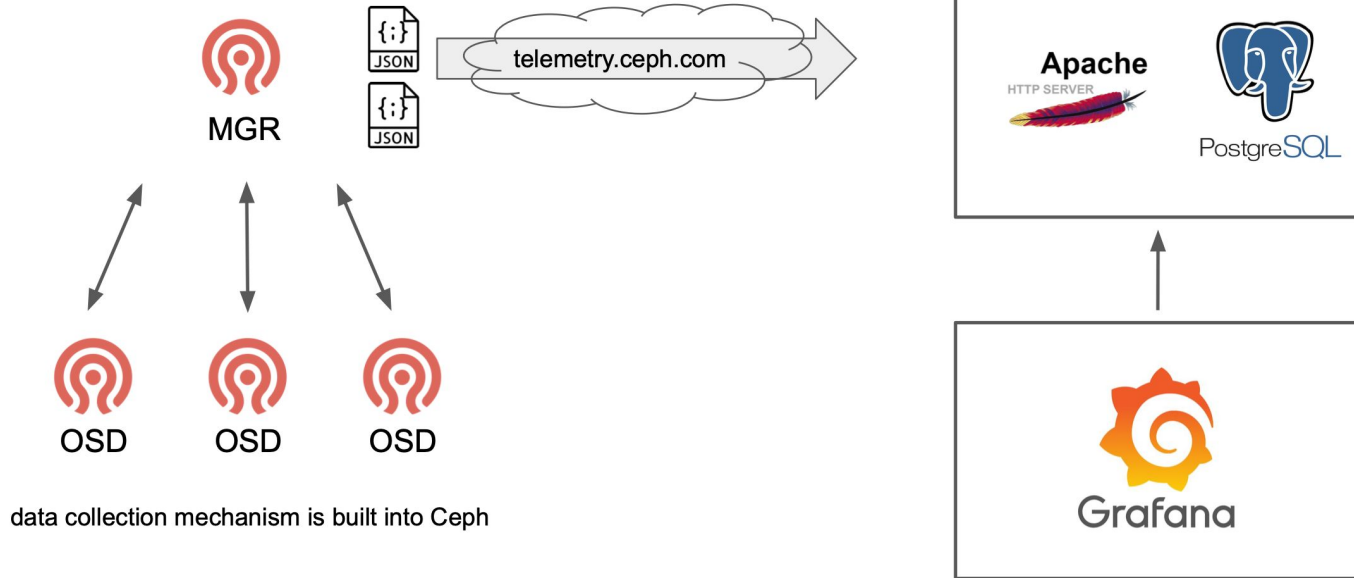 MGR
{;}
JSON
{;}
JSON
telemetry.ceph.com
Apache
HTTP SERVER
PostgreSQL
OSD
OSD
OSD
data collection mechanism is built into Ceph
Grafana